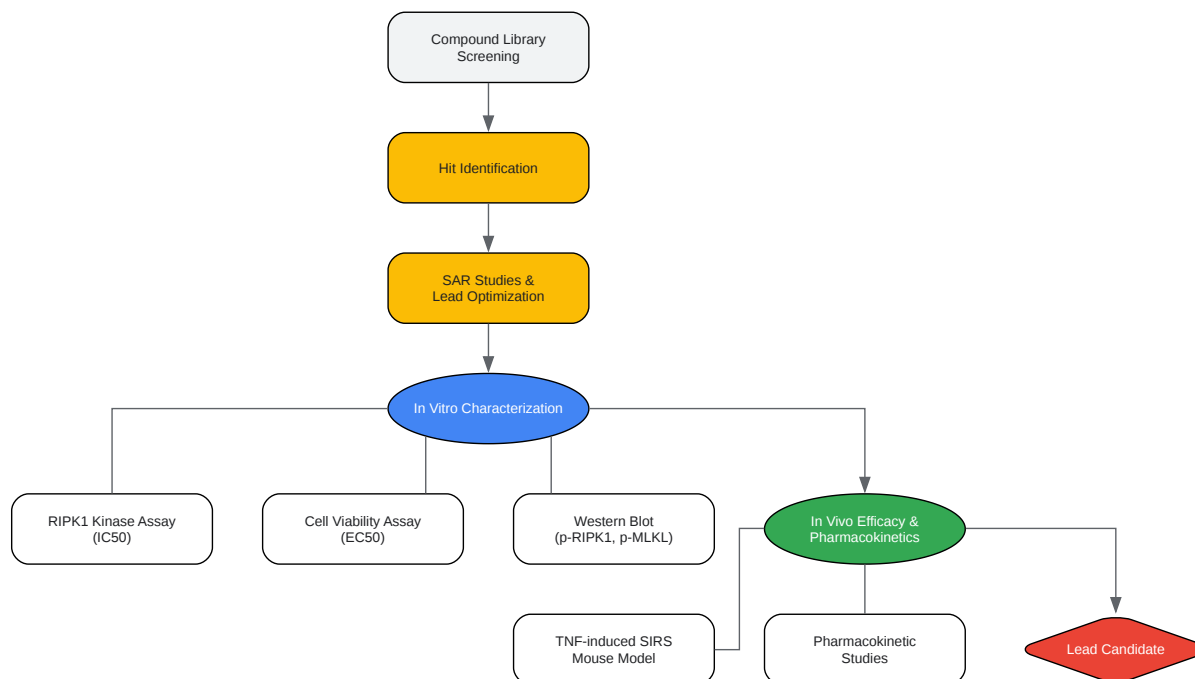 Compound Library
Screening
Hit Identification
SAR Studies &
Lead Optimization
In Vitro Characterization
RIPK1 Kinase Assay
(IC50)
Cell Viability Assay
(EC50)
Western Blot
(p-RIPK1, p-MLKL)
In Vivo Efficacy &
Pharmacokinetics
TNF-induced SIRS
Mouse Model
Pharmacokinetic
Studies
Lead Candidate